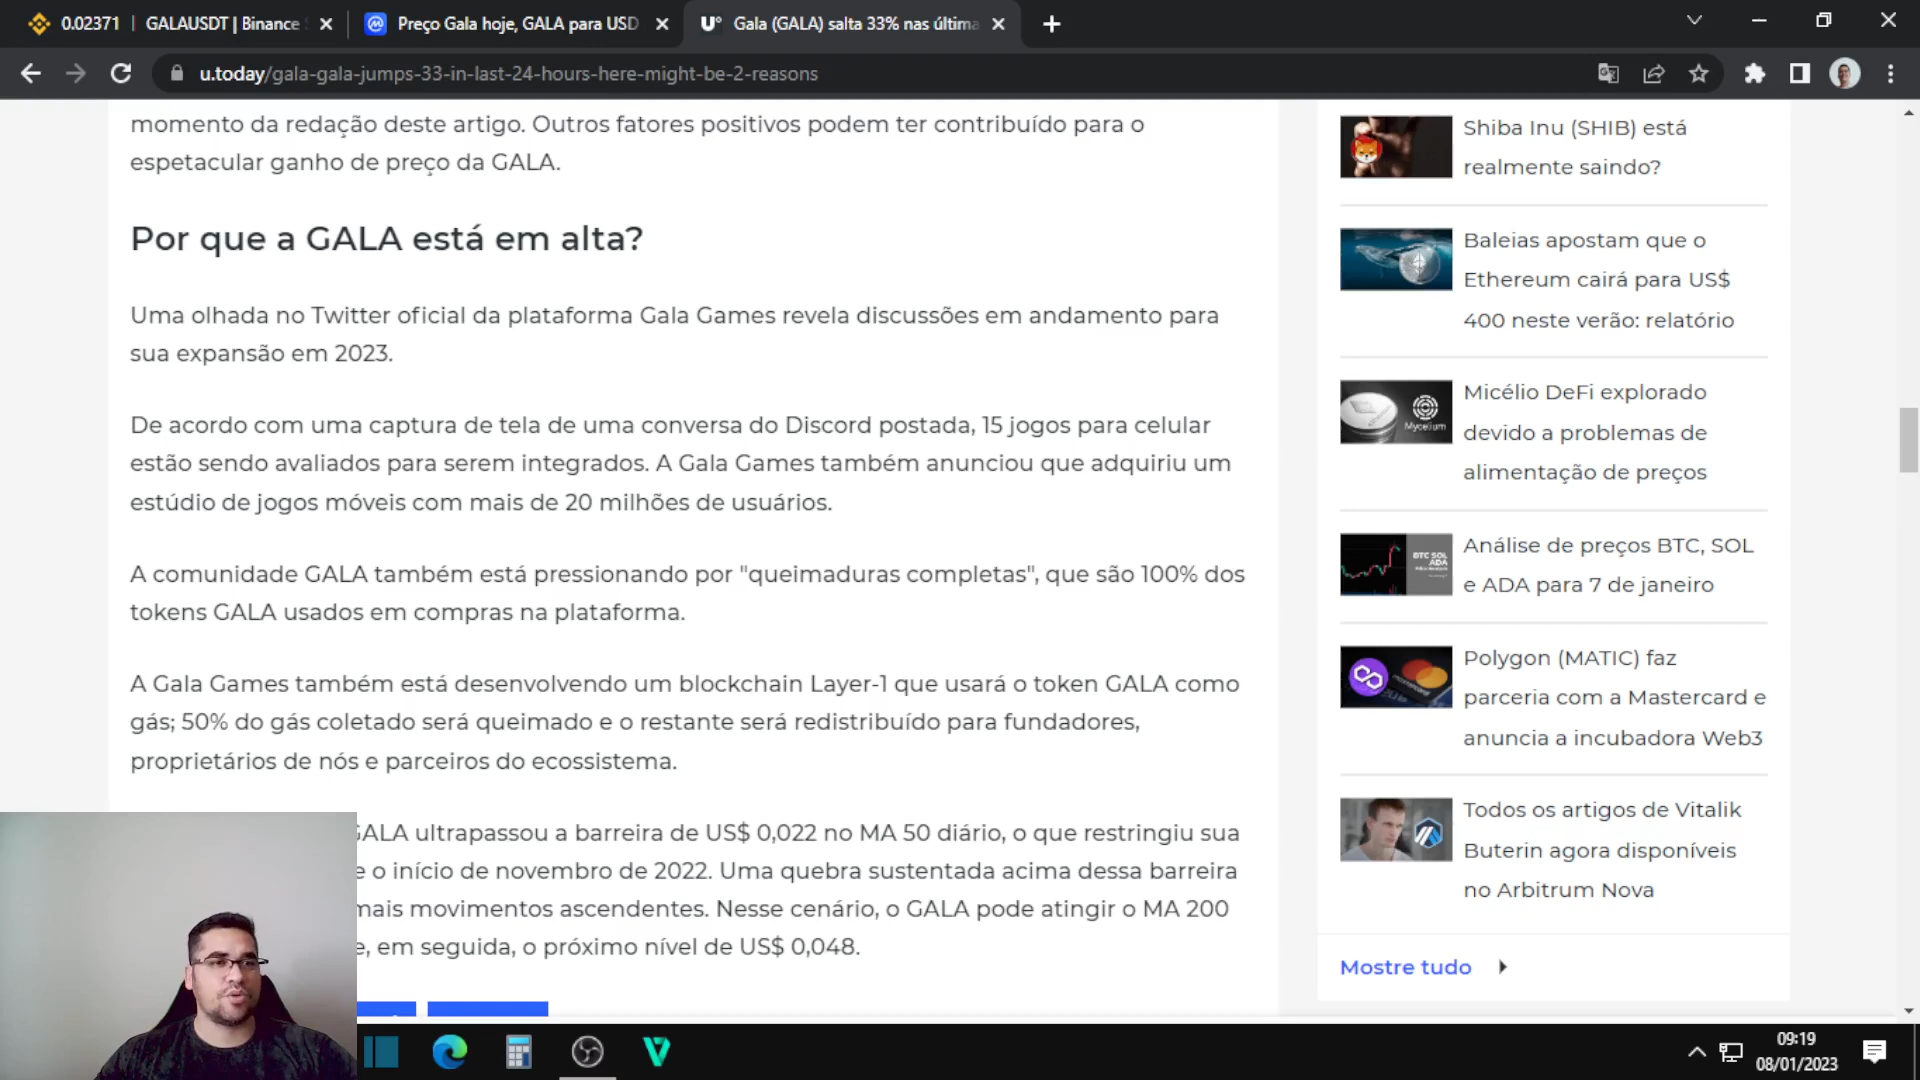 0.02371 | GALAUSDT | Binance
Preço Gala hoje, GALA para USD
U° Gala (GALA) salta 33% nas última
u.today/gala-gala-jumps-33-in-last-24-hours-here-might-be-2-reasons
momento da redação deste artigo. Outros fatores positivos podem ter contribuído para o
espetacular ganho de preço da GALA.
Por que a GALA está em alta?
Uma olhada no Twitter oficial da plataforma Gala Games revela discussões em andamento para
sua expansão em 2023.
De acordo com uma captura de tela de uma conversa do Discord postada, 15 jogos para celular
estão sendo avaliados para serem integrados. A Gala Games também anunciou que adquiriu um
estúdio de jogos móveis com mais de 20 milhões de usuários.
A comunidade GALA também está pressionando por "queimaduras completas", que são 100% dos
tokens GALA usados em compras na plataforma.
A Gala Games também está desenvolvendo um blockchain Layer-1 que usará o token GALA como
gás; 50% do gás coletado será queimado e o restante será redistribuído para fundadores,
proprietários de nós e parceiros do ecossistema.
GALA ultrapassou a barreira de US$ 0,022 no MA 50 diário, o que restringiu sua
e o início de novembro de 2022. Uma quebra sustentada acima dessa barreira
mais movimentos ascendentes. Nesse cenário, o GALA pode atingir o MA 200
e, em seguida, o próximo nível de US$ 0,048.
Shiba Inu (SHIB) está
realmente saindo?
Baleias apostam que o
Ethereum cairá para US$
400 neste verão: relatório
Mycelium
Micélio DeFi explorado
devido a problemas de
alimentação de preços
BTC SOL
ADA
Análise de preços BTC, SOL
e ADA para 7 de janeiro
Polygon (MATIC) faz
parceria com a Mastercard e
anuncia a incubadora Web3
Todos os artigos de Vitalik
Buterin agora disponíveis
no Arbitrum Nova
Mostre tudo
09:19
08/01/2023